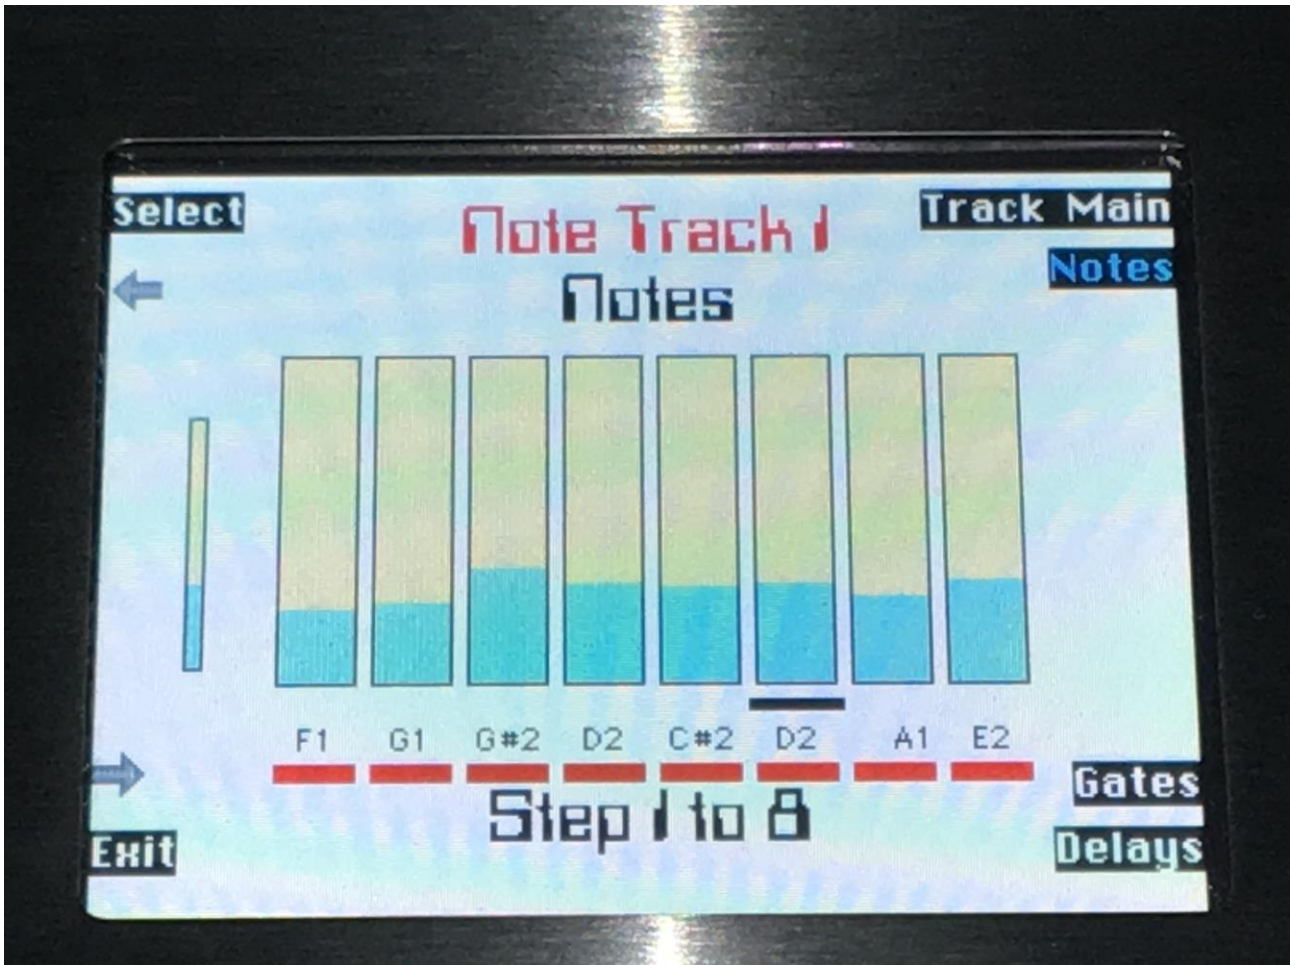 Select
Note Track 1
Track Main
Notes
Notes
F1 G1 G#2 D2 C#2 D2 A1 E2
Step 1 to 8
Gates
Exit
Delays